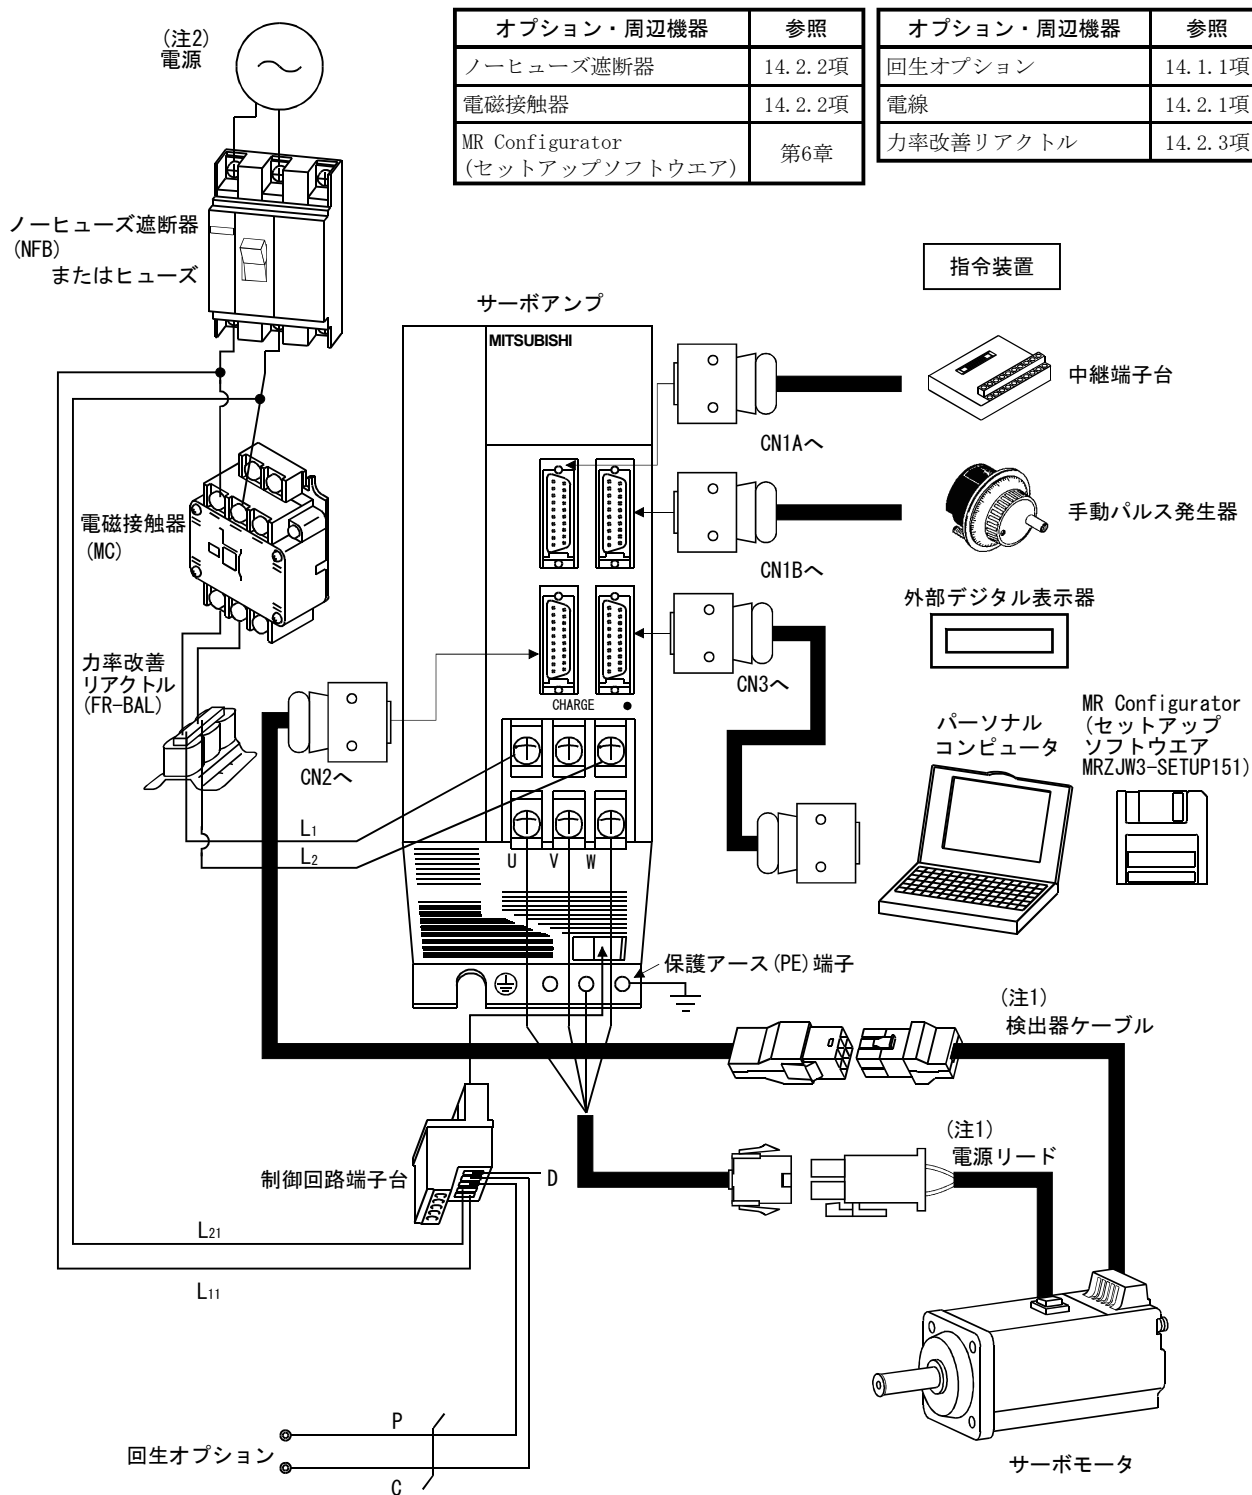 オプション・周辺機器 参照
ノーヒューズ遮断器 14.2.2項
電磁接触器 14.2.2項
MR Configurator
(セットアップソフトウエア) 第6章
オプション・周辺機器 参照
回生オプション 14.1.1項
電線 14.2.1項
力率改善リアクトル 14.2.3項
(注2)
電源
ノーヒューズ遮断器
(NFB)
またはヒューズ
指令装置
サーボアンプ
MITSUBISHI
中継端子台
CN1Aへ
電磁接触器
(MC)
手動パルス発生器
CN1Bへ
外部デジタル表示器
力率改善
リアクトル
(FR-BAL)
CN3へ
CHARGE
CN2へ
パーソナル
コンピュータ
MR Configurator
(セットアップ
ソフトウエア
MRZJW3-SETUP151)
L1
L2
U V W
保護アース(PE)端子
(注1)
検出器ケーブル
(注1)
電源リード
制御回路端子台
D
L21
L11
P
回生オプション
C
サーボモータ